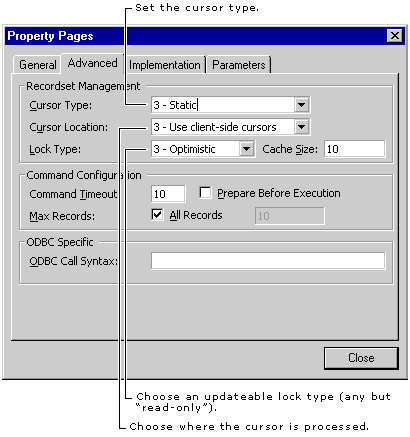 Set the cursor type.
Property Pages
General Advanced Implementation Parameters
Recordset Management
Cursor Type: 3 - Static
Cursor Location: 3 - Use client-side cursors
Lock Type: 3 - Optimistic Cache Size: 10
Command Configuration
Command Timeout: 10 Prepare Before Execution
Max Records: All Records 10
ODBC Specific
ODBC Call Syntax:
Close
Choose an updateable lock type (any but
“read-only”).
Choose where the cursor is processed.